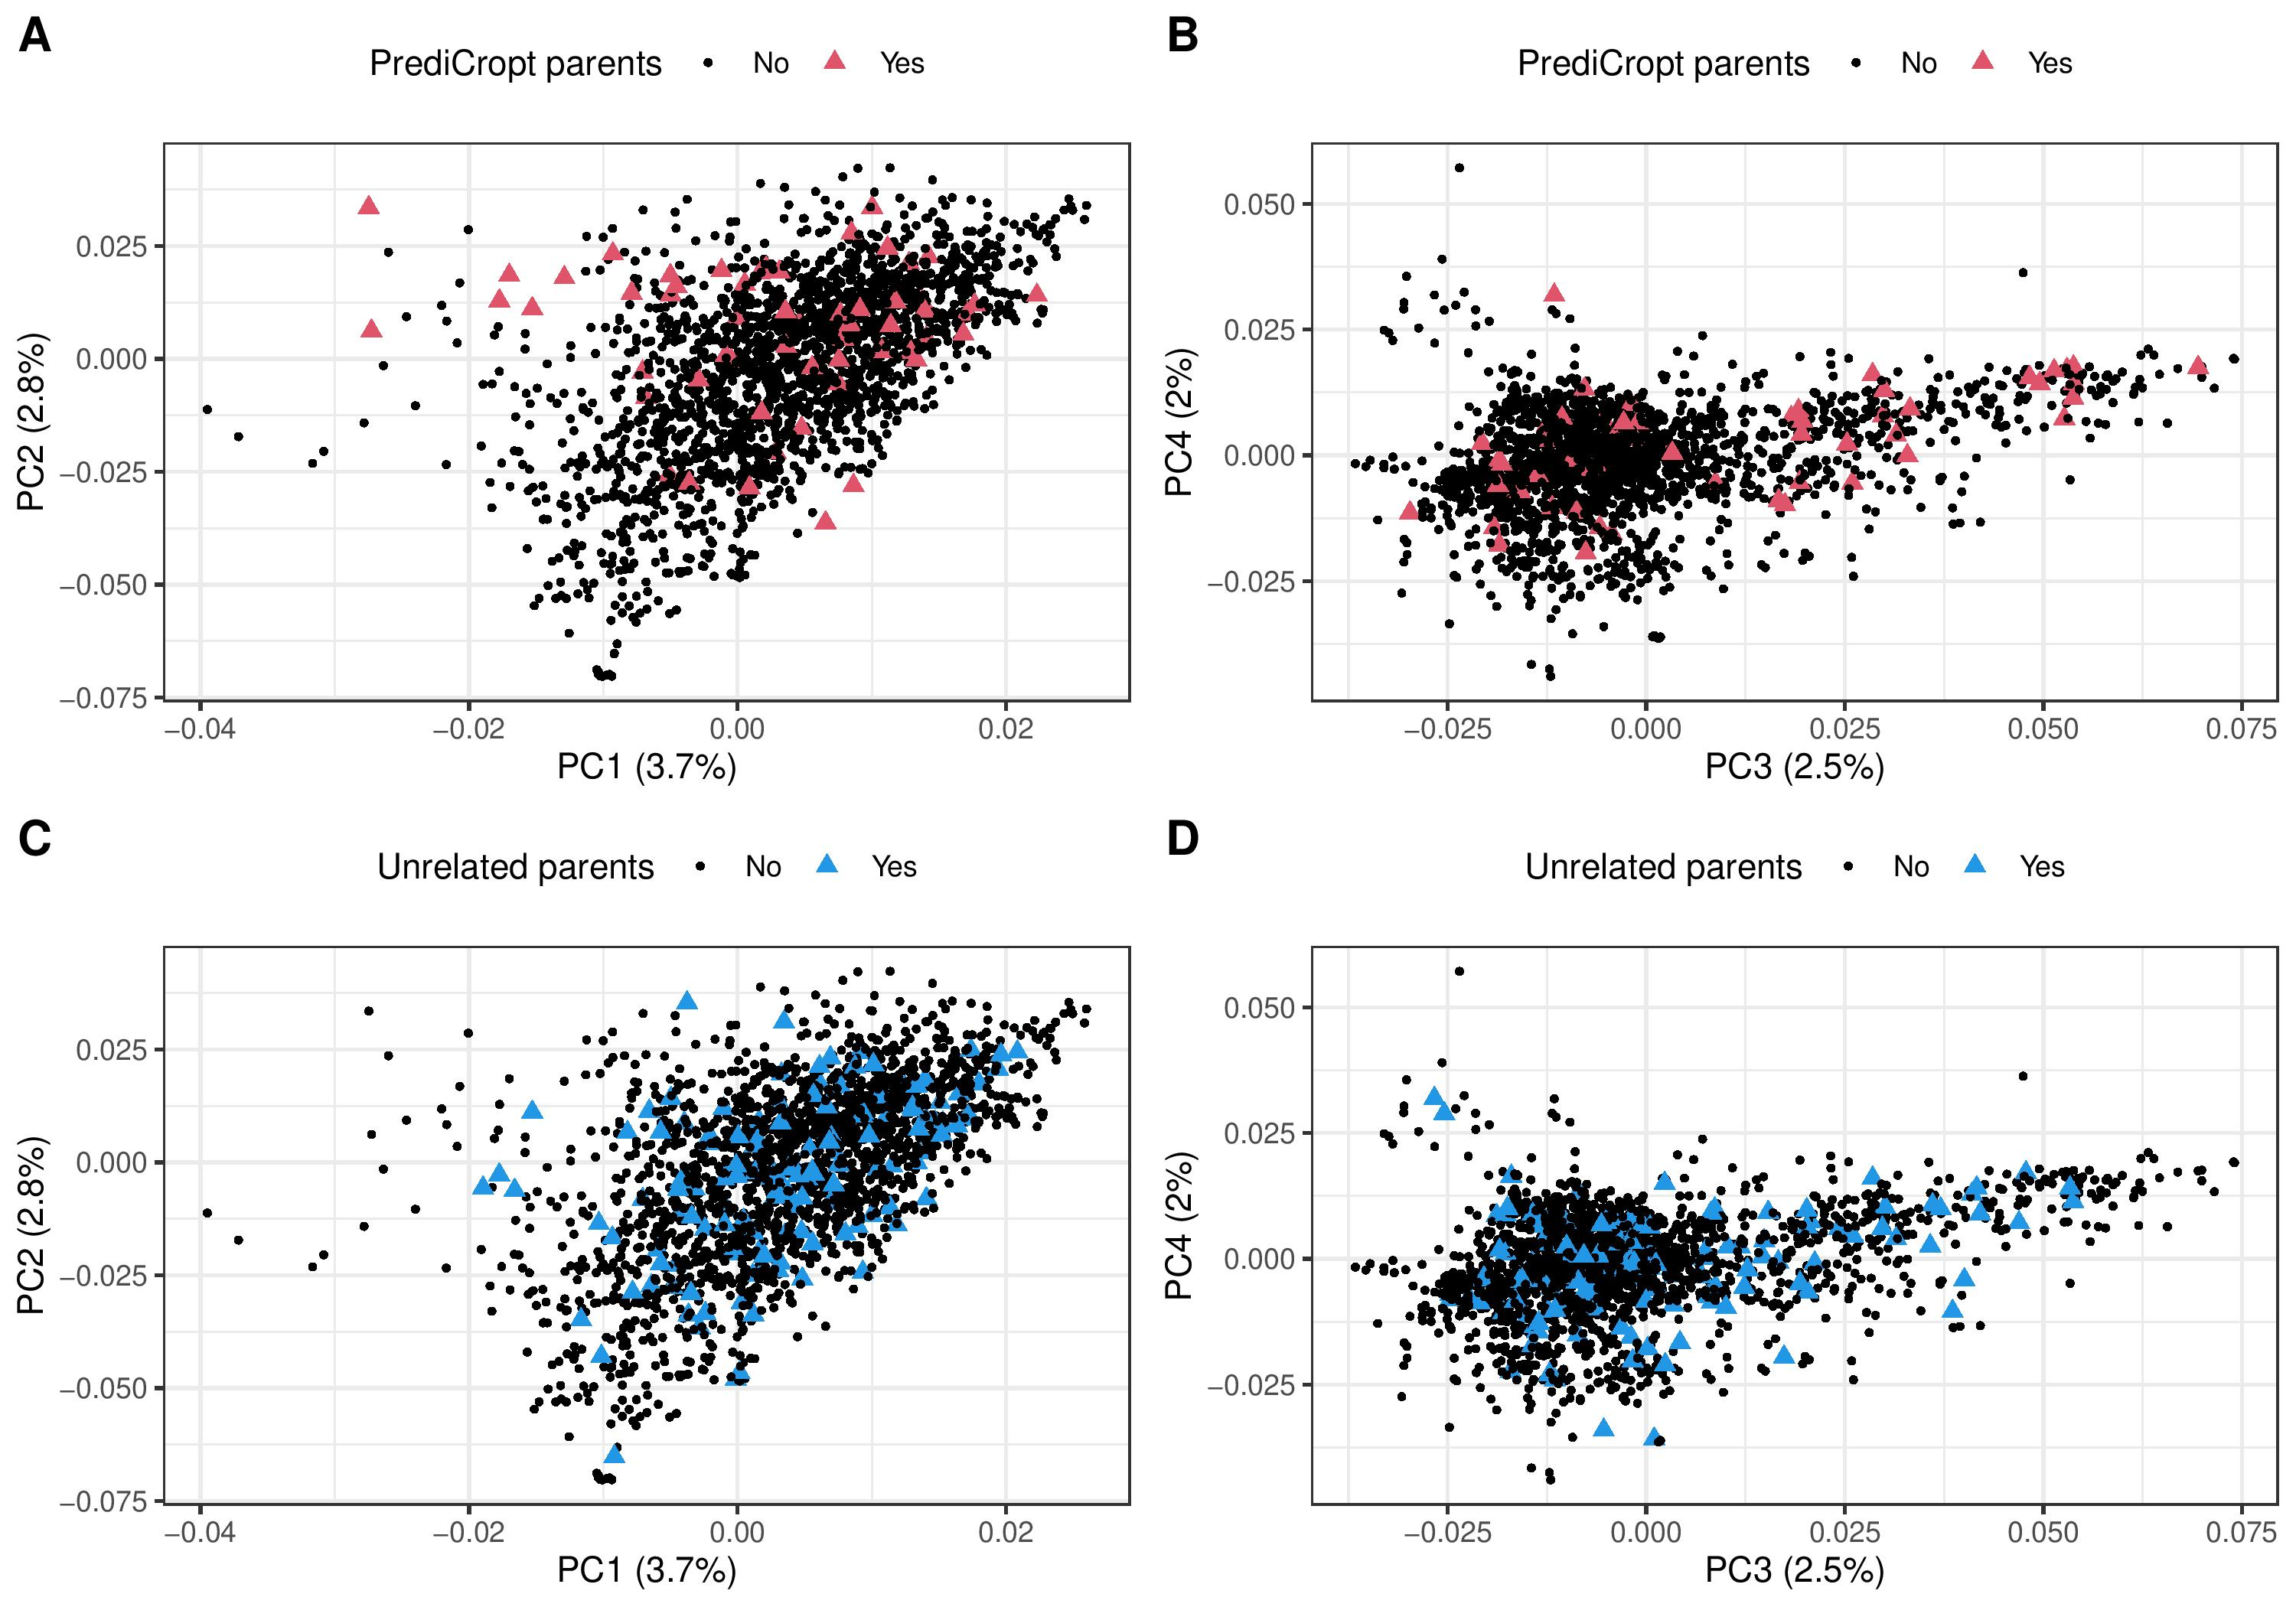 A
PrediCropt parents No Yes
0.025
0.000
−0.025
−0.050
−0.075
PC2 (2.8%)
−0.04 −0.02 0.00 0.02
PC1 (3.7%)
B
PrediCropt parents No Yes
0.050
0.025
0.000
−0.025
PC4 (2%)
−0.025 0.000 0.025 0.050 0.075
PC3 (2.5%)
C
Unrelated parents No Yes
0.025
0.000
−0.025
−0.050
−0.075
PC2 (2.8%)
−0.04 −0.02 0.00 0.02
PC1 (3.7%)
D
Unrelated parents No Yes
0.050
0.025
0.000
−0.025
PC4 (2%)
−0.025 0.000 0.025 0.050 0.075
PC3 (2.5%)